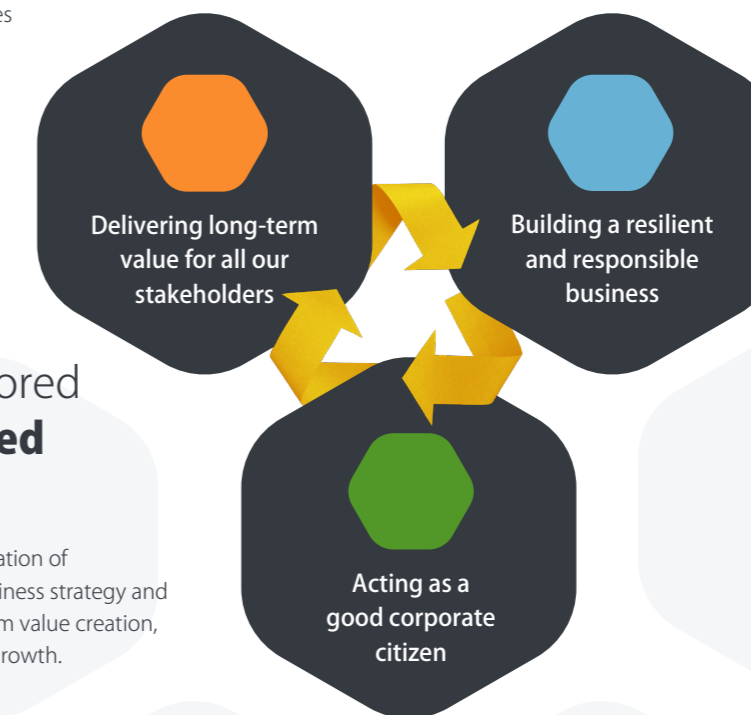 es
Delivering long-term
value for all our
stakeholders
Building a resilient
and responsible
business
ored
ed
ation of
iness strategy and
m value creation,
rowth.
Acting as a
good corporate
citizen